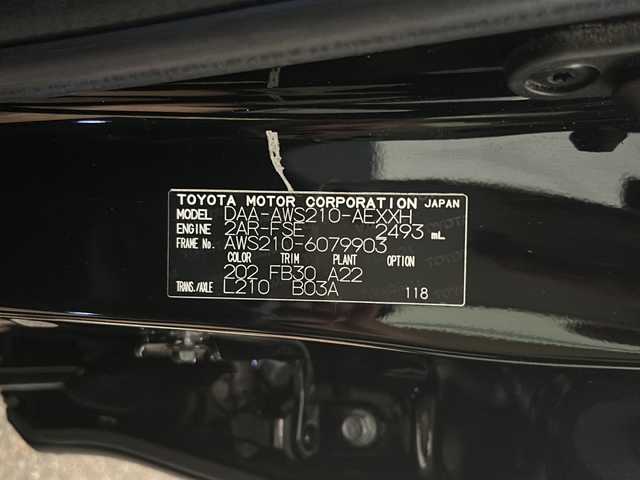 TOYOTA MOTOR CORPORATION JAPAN
MODEL DAA-AWS210-AEXXH
ENGINE 2AR-FSE 2493 mL
FRAME No. AWS210-6079903
COLOR TRIM PLANT OPTION
202 FB30 A22
TRANS./AXLE L210 B03A 118